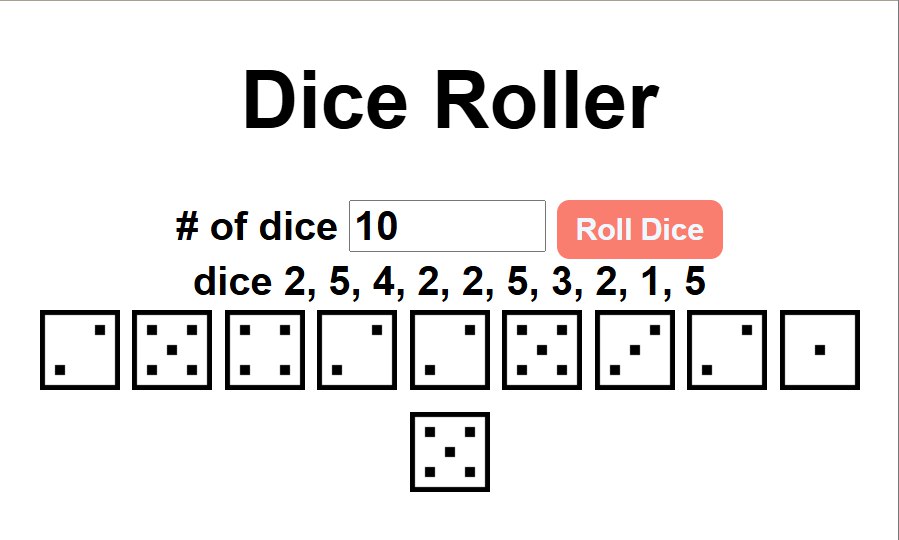 Dice Roller
# of dice 10 Roll Dice
dice 2, 5, 4, 2, 2, 5, 3, 2, 1, 5